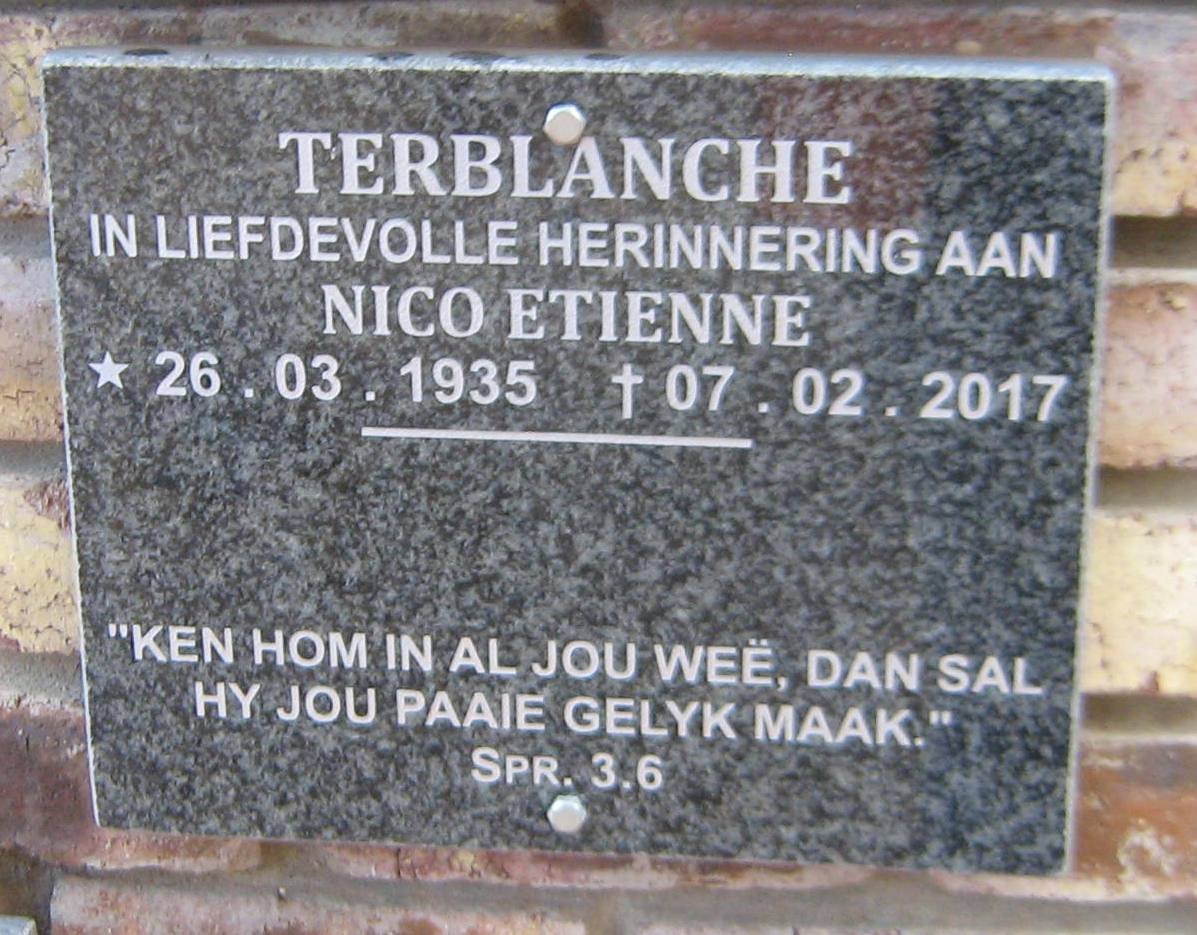 TERBLANCHE
IN LIEFDEVOLLE HERINNERING AAN
NICO ETIENNE
★ 26 . 03 . 1935 † 07 . 02 . 2017
"KEN HOM IN AL JOU WEË, DAN SAL
HY JOU PAAIE GELYK MAAK."
SPR. 3.6